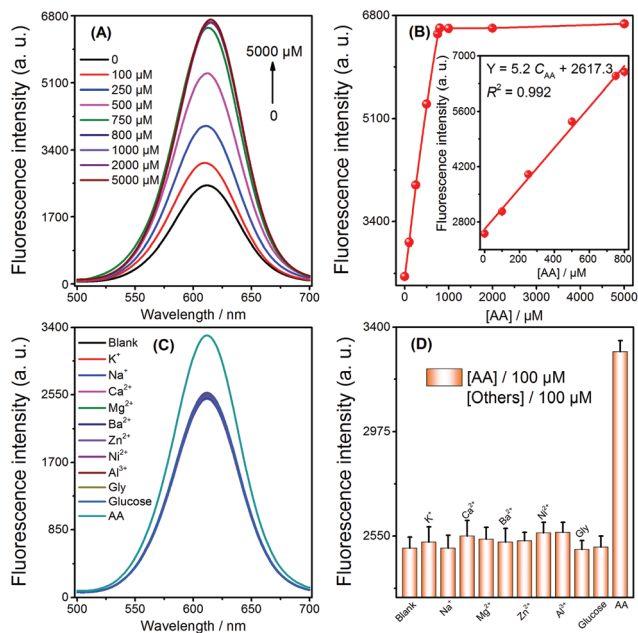 (A)
Fluorescence intensity (a. u.)
6800
5100
3400
1700
0
500
550
600
650
700
Wavelength / nm
0
100 μM
250 μM
500 μM
750 μM
800 μM
1000 μM
2000 μM
5000 μM
5000 μM
0
(B)
Fluorescence intensity (a. u.)
6800
5100
3400
0
1000
2000
3000
4000
5000
[AA] / μM
Y = 5.2 C_AA + 2617.3
R² = 0.992
Fluorescence intensity (a. u.)
7000
5600
4200
2800
0
200
400
600
800
[AA] / μM
(C)
Fluorescence intensity (a. u.)
3400
2550
1700
850
0
500
550
600
650
700
Wavelength / nm
Blank
K⁺
Na⁺
Ca²⁺
Mg²⁺
Ba²⁺
Zn²⁺
Ni²⁺
Al³⁺
Gly
Glucose
AA
(D)
Fluorescence intensity (a. u.)
3400
2975
2550
[AA] / 100 μM
[Others] / 100 μM
Blank
K⁺
Na⁺
Ca²⁺
Mg²⁺
Ba²⁺
Zn²⁺
Ni²⁺
Al³⁺
Gly
Glucose
AA